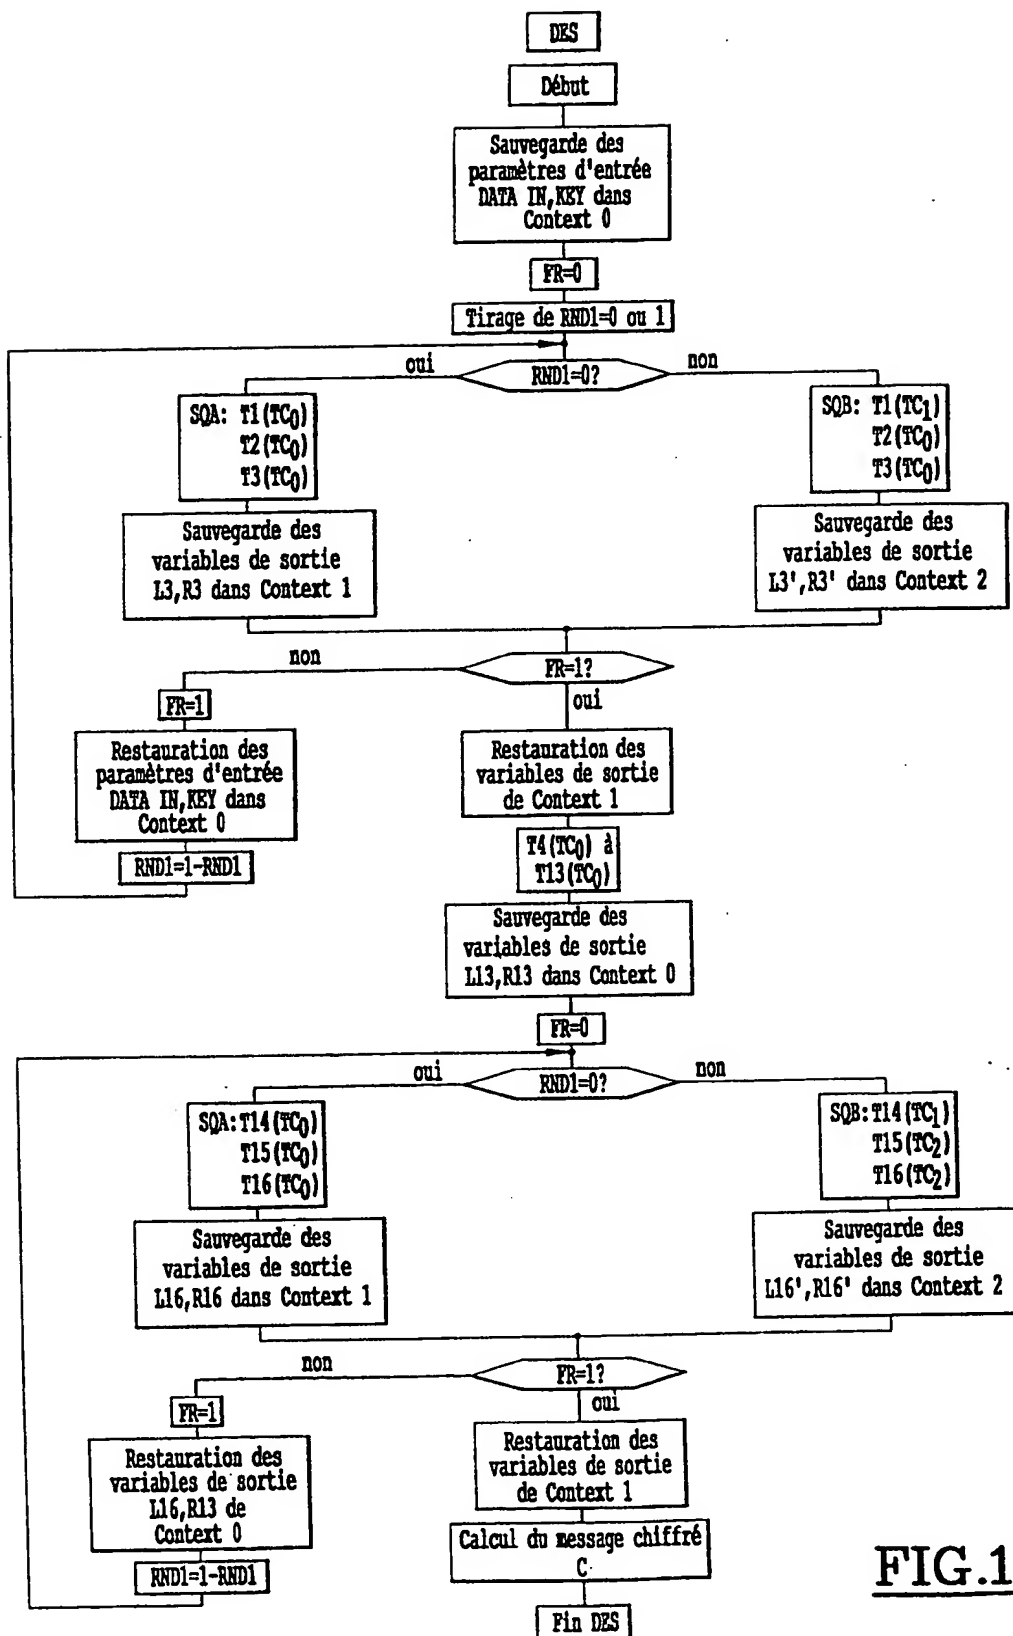 DES
Début
Sauvegarde des
paramètres d'entrée
DATA IN,KEY dans
Context 0
FR=0
Tirage de RND1=0 ou 1
oui
RND1=0?
non
SQA: T1(TC0)
T2(TC0)
T3(TC0)
SQB: T1(TC1)
T2(TC0)
T3(TC0)
Sauvegarde des
variables de sortie
L3,R3 dans Context 1
Sauvegarde des
variables de sortie
L3',R3' dans Context 2
non
FR=1?
oui
FR=1
Restauration des
paramètres d'entrée
DATA IN,KEY dans
Context 0
RND1=1-RND1
Restauration des
variables de sortie
de Context 1
T4(TC0) à
T13(TC0)
Sauvegarde des
variables de sortie
L13,R13 dans Context 0
FR=0
oui
RND1=0?
non
SQA:T14(TC0)
T15(TC0)
T16(TC0)
SQB:T14(TC1)
T15(TC2)
T16(TC2)
Sauvegarde des
variables de sortie
L16,R16 dans Context 1
Sauvegarde des
variables de sortie
L16',R16' dans Context 2
non
FR=1?
oui
FR=1
Restauration des
variables de sortie
L16,R13 de
Context 0
RND1=1-RND1
Restauration des
variables de sortie
de Context 1
Calcul du message chiffré
C
Fin DES
FIG.1